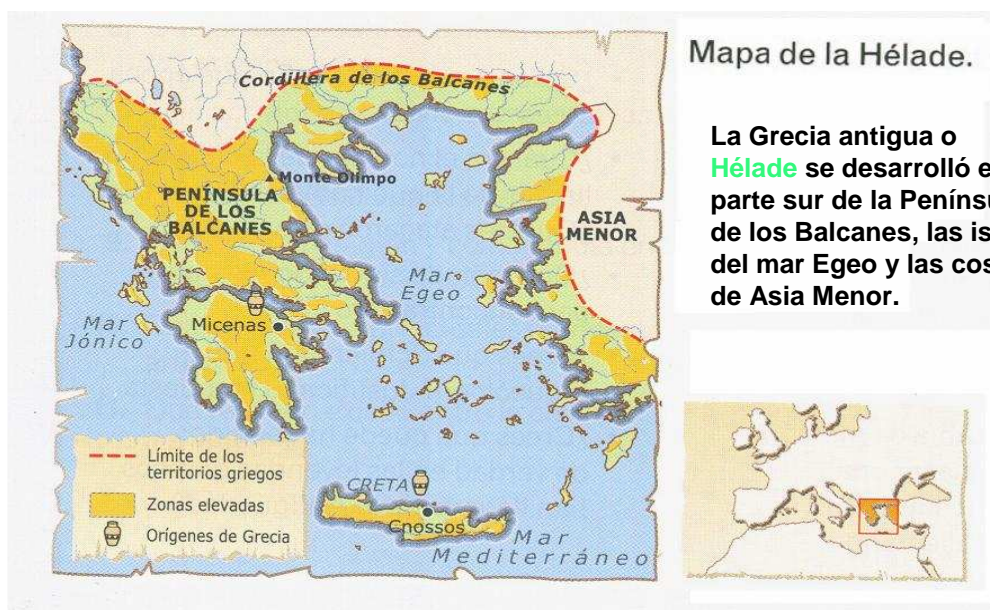 Mapa de la Hélade.
La Grecia antigua o
Hélade se desarrolló e
parte sur de la Penínsu
de los Balcanes, las is
del mar Egeo y las cos
de Asia Menor.
Cordillera de los Balcanes
Monte Olimpo
PENÍNSULA
DE LOS
BALCANES
ASIA
MENOR
Mar
Egeo
Micenas
Mar
Jónico
Límite de los
territorios griegos
Zonas elevadas
Orígenes de Grecia
CRETA
Cnossos
Mar
Mediterráneo